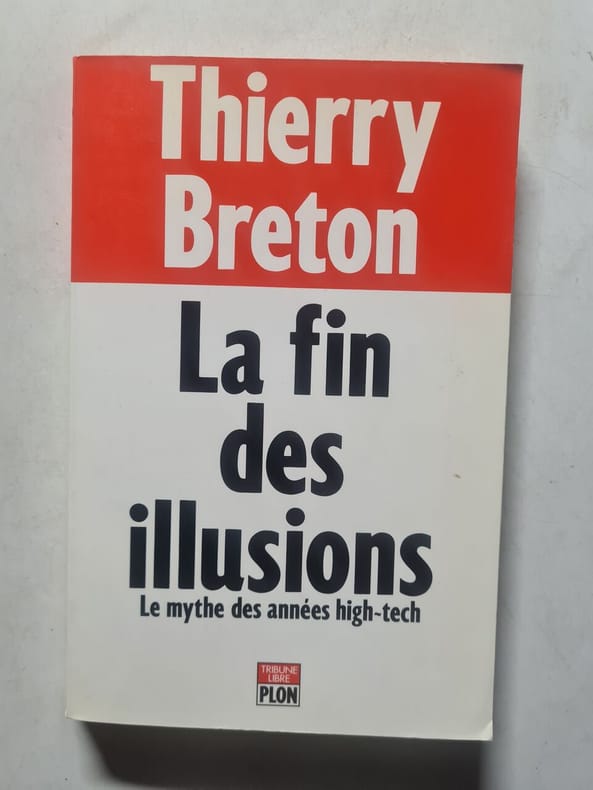 Thierry
Breton
La fin
des
illusions
Le mythe des années high-tech
TRIBUNE
LIBRE
PLON